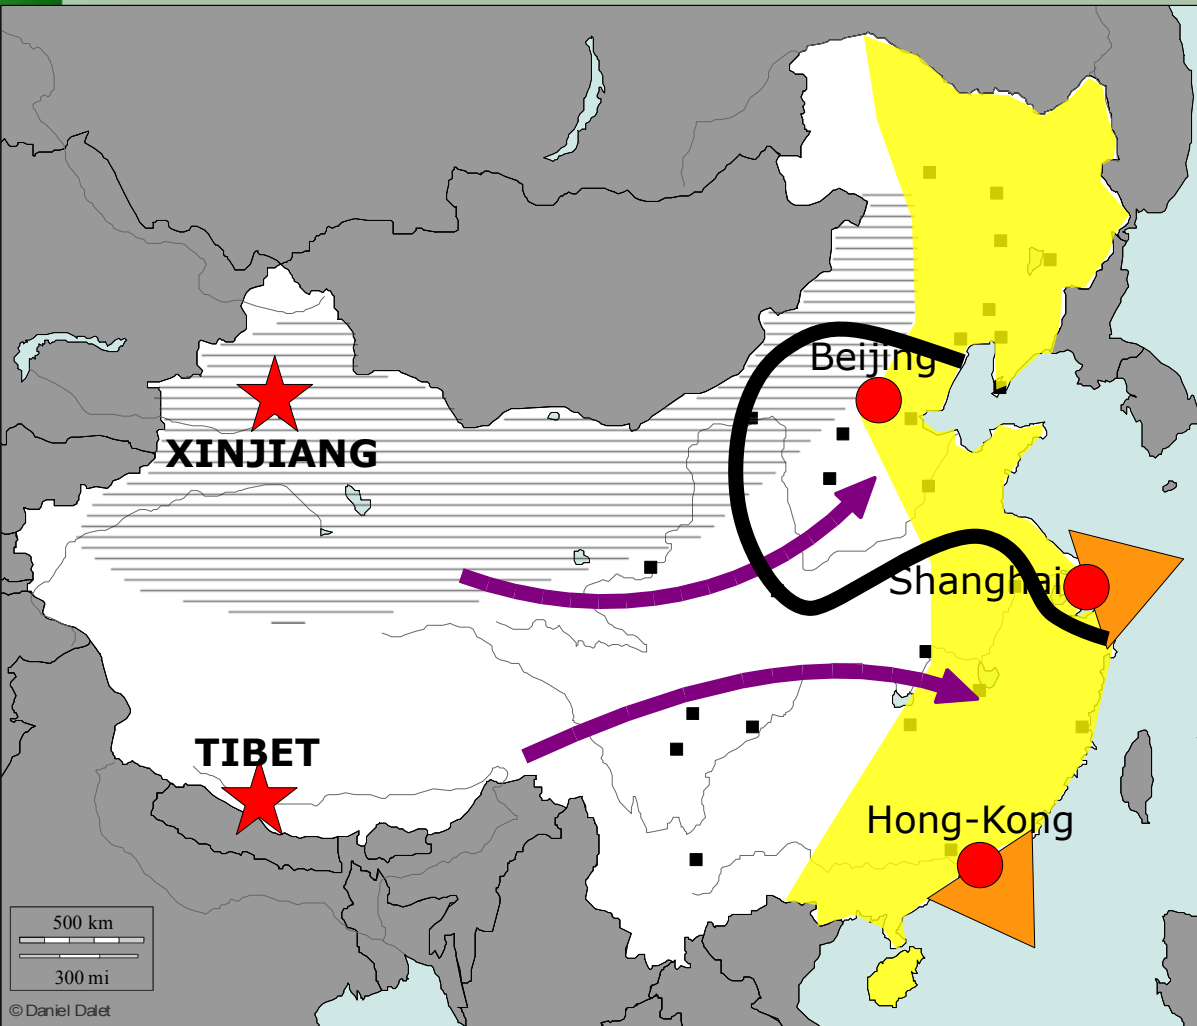 Beijing
XINJIANG
Shanghai
TIBET
Hong-Kong
500 km
300 mi
© Daniel Dalet